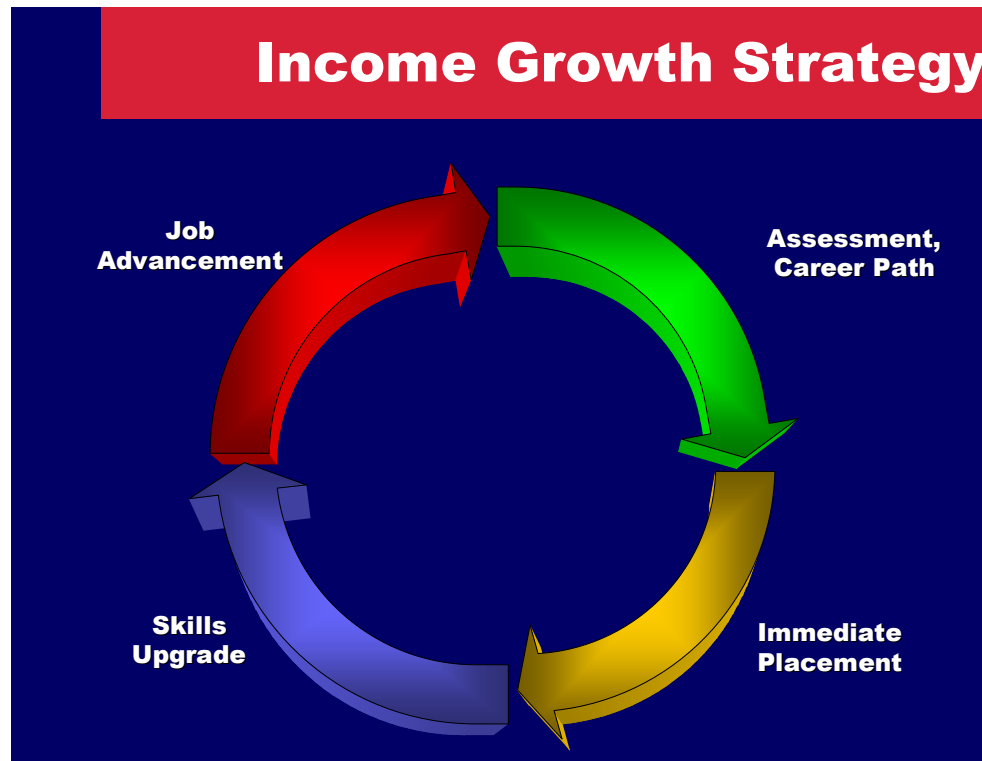 Income Growth Strategy
Job
Advancement
Assessment,
Career Path
Skills
Upgrade
Immediate
Placement